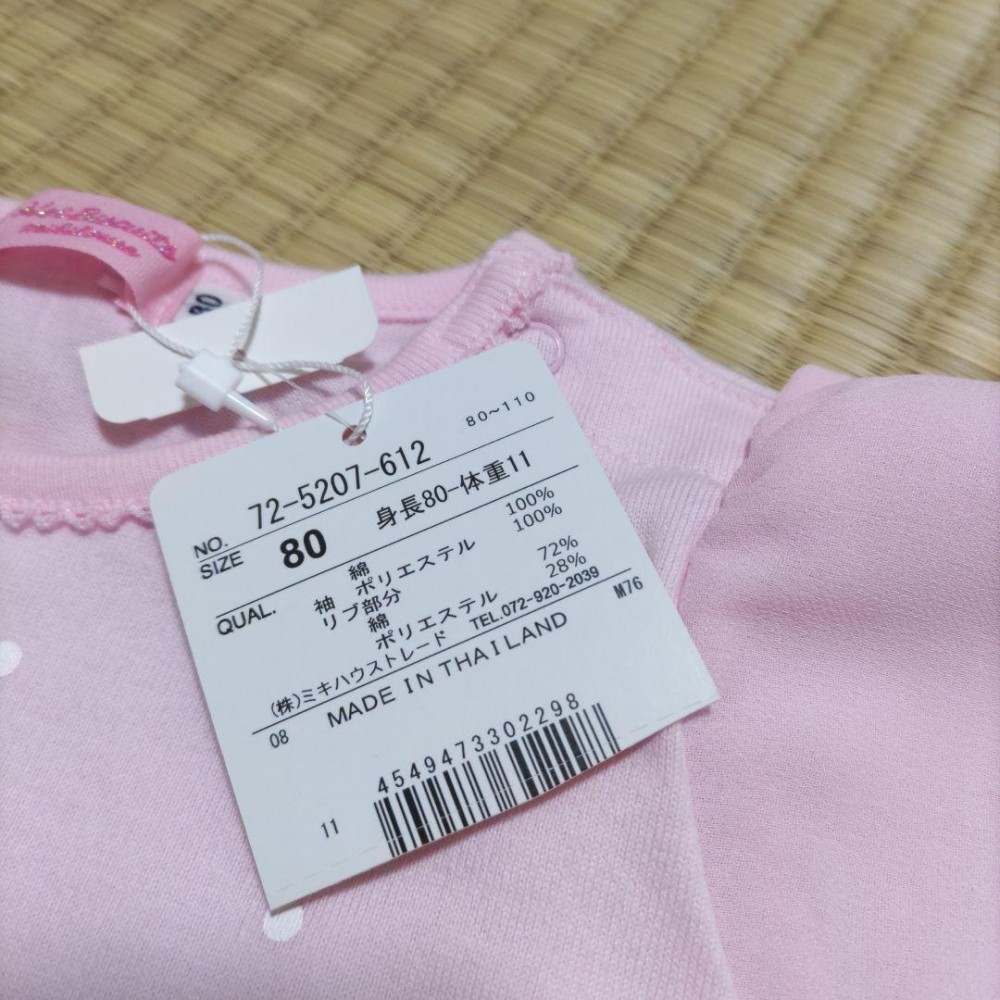 80
80~110
NO. 72-5207-612
SIZE 80 身長80-体重11
QUAL. 綿 100%
袖 ポリエステル 100%
リブ部分
綿 72%
ポリエステル 28%
(株)ミキハウストレード TEL.072-920-2039 M76
08 MADE IN THAILAND
4549473302298
11